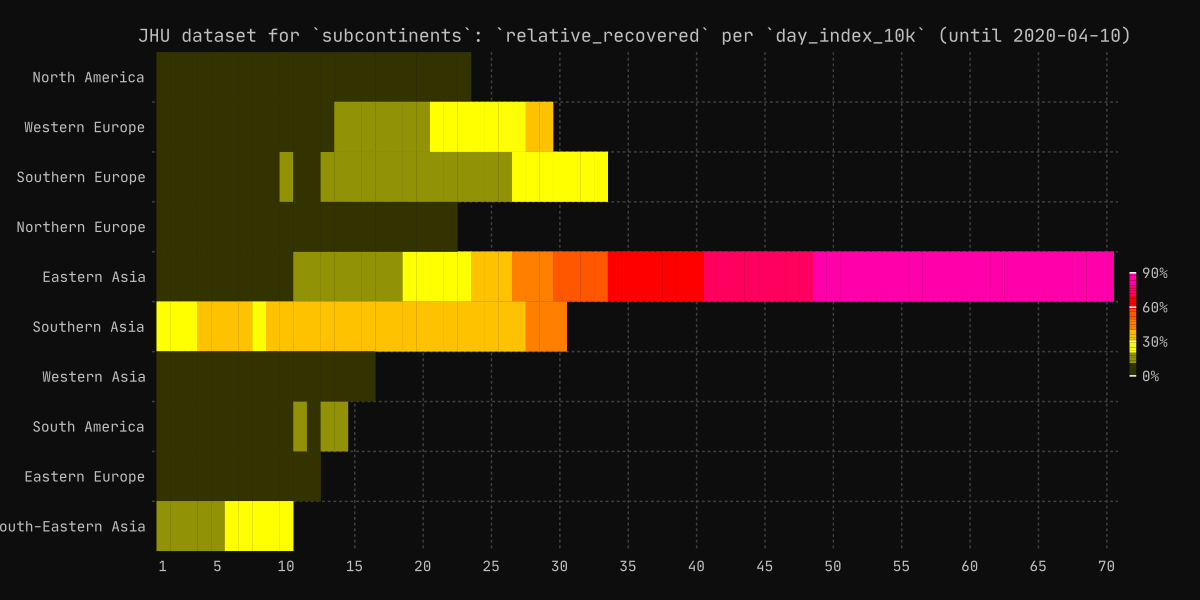 JHU dataset for `subcontinents`: `relative_recovered` per `day_index_10k` (until 2020-04-10)
North America
Western Europe
Southern Europe
Northern Europe
Eastern Asia
Southern Asia
Western Asia
South America
Eastern Europe
outh-Eastern Asia
90%
60%
30%
0%
1 5 10 15 20 25 30 35 40 45 50 55 60 65 70